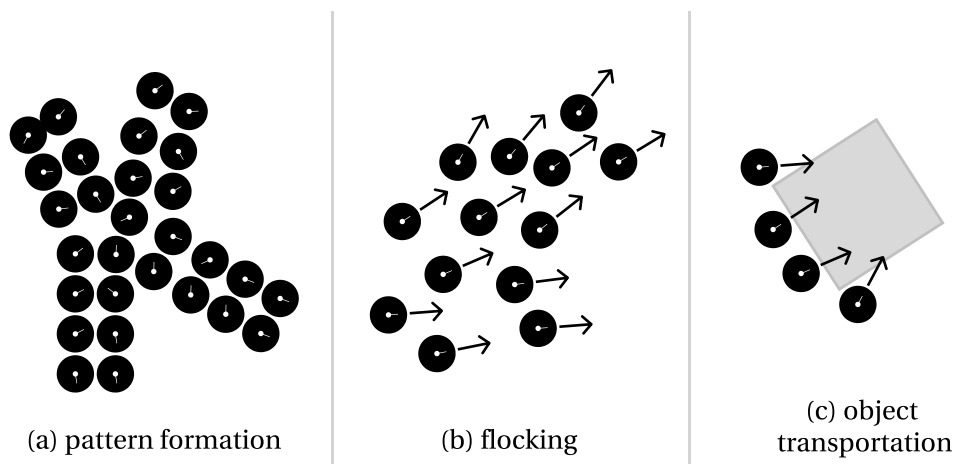 (a) pattern formation
(b) flocking
(c) object
transportation